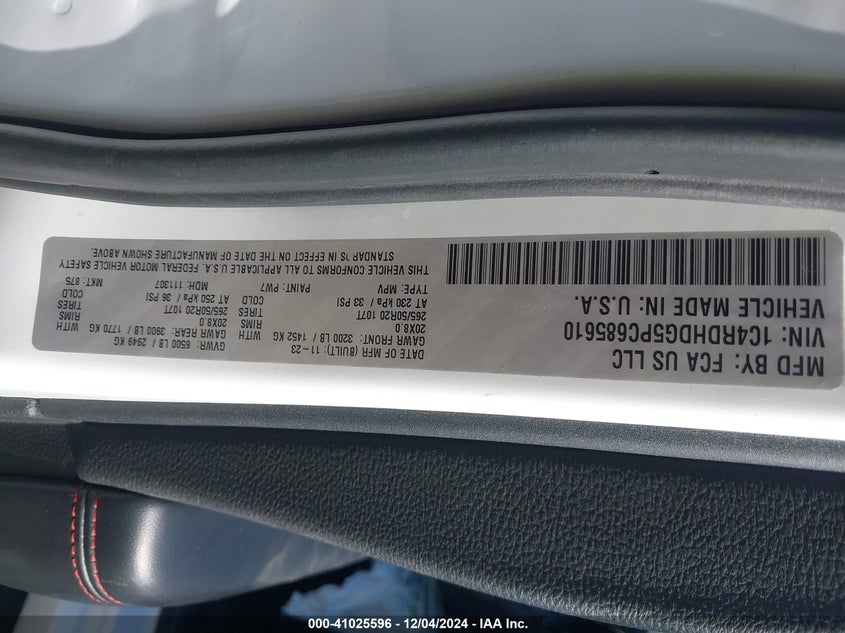 MFD BY: FCA US LLC
VIN: 1C4RDHDG5PC685610
VEHICLE MADE IN: U.S.A.
DATE OF MFR (BUILT): 11-23
GVWR: 6500 LB / 2949 KG
GAWR FRONT: 3200 LB / 1452 KG
GAWR REAR: 3900 LB / 1770 KG
WITH
20X8.0
RIMS
WITH
265/50R20 107T
TIRES
265/50R20 107T
TIRES
20X8.0
RIMS
AT 230 kPa / 33 PSI
COLD
AT 250 kPa / 36 PSI
COLD
TYPE: MPV
PAINT: PW7
MDH: 111307
MKT: 875
THIS VEHICLE CONFORMS TO ALL APPLICABLE U.S.A. FEDERAL MOTOR VEHICLE SAFETY
IN EFFECT ON THE DATE OF MANUFACTURE SHOWN ABOVE.
000-41025596 - 12/04/2024 - IAA Inc.